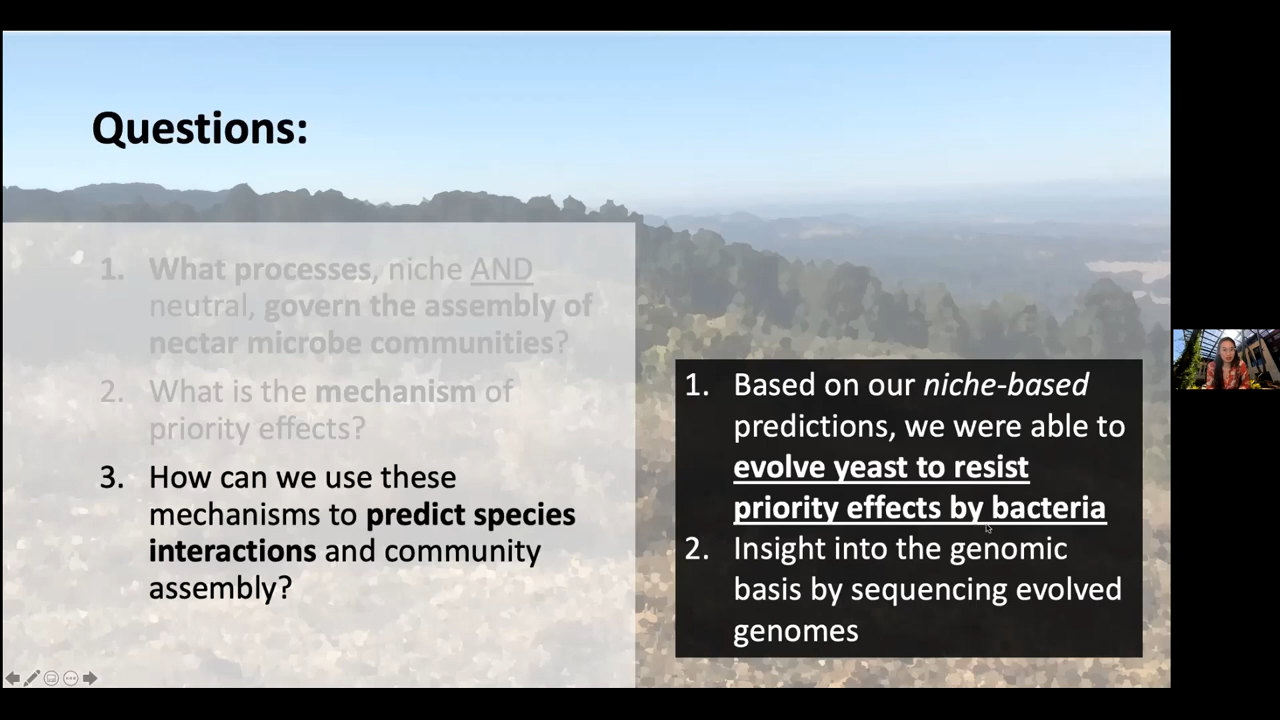 Questions:
1. What processes, niche AND
neutral, govern the assembly of
nectar microbe communities?
2. What is the mechanism of
priority effects?
3. How can we use these
mechanisms to predict species
interactions and community
assembly?
1. Based on our niche-based
predictions, we were able to
evolve yeast to resist
priority effects by bacteria
2. Insight into the genomic
basis by sequencing evolved
genomes